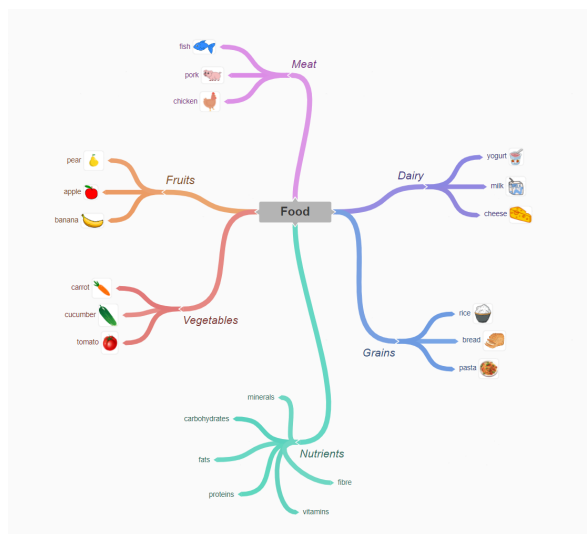 fish
Meat
pork
chicken
pear
Fruits
apple
banana
Dairy
yogurt
milk
cheese
Food
carrot
cucumber
Vegetables
tomato
rice
bread
Grains
pasta
minerals
carbohydrates
Nutrients
fats
fibre
proteins
vitamins